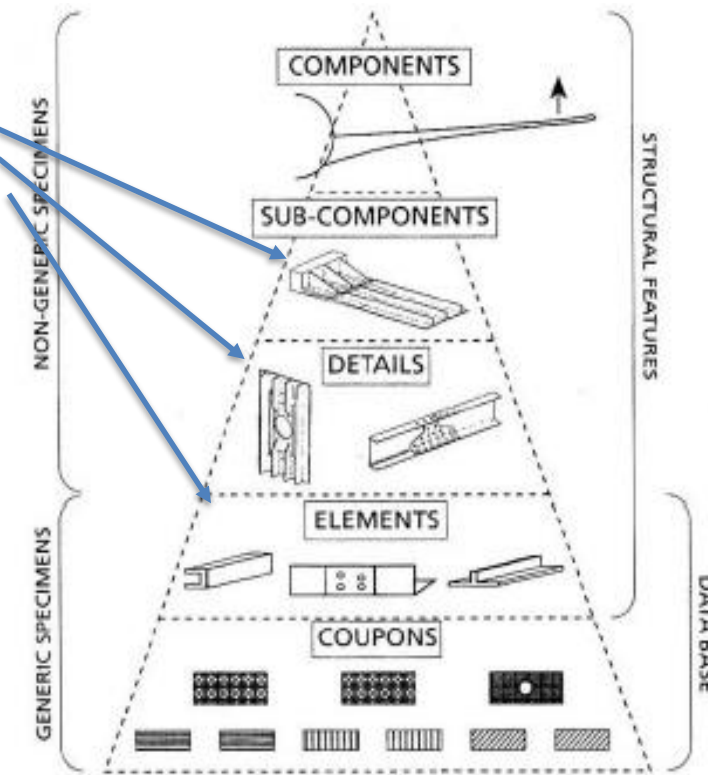 COMPONENTS
NON-GENERIC SPECIMENS
STRUCTURAL FEATURES
SUB-COMPONENTS
DETAILS
ELEMENTS
GENERIC SPECIMENS
DATA BASE
COUPONS